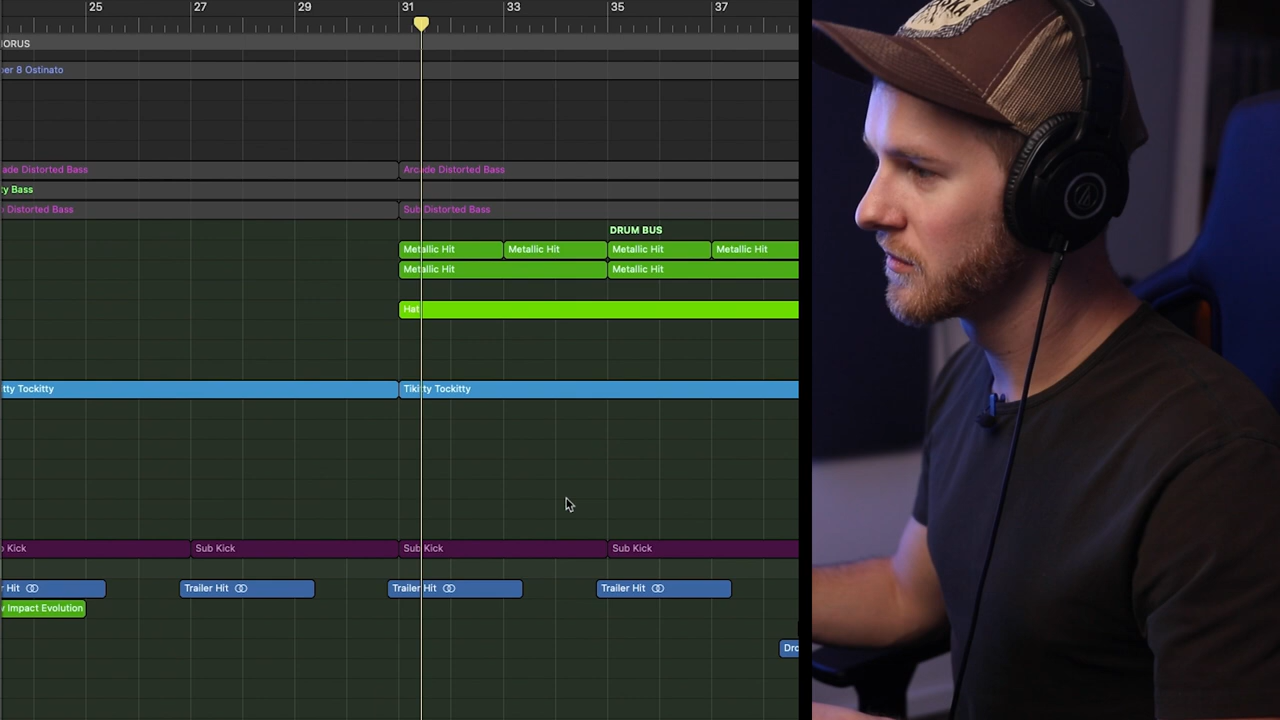 25 27 29 31 33 35 37
ORUS
per 8 Ostinato
ade Distorted Bass Arcade Distorted Bass
ty Bass
Distorted Bass Sub Distorted Bass
DRUM BUS
Metallic Hit Metallic Hit Metallic Hit Metallic Hit
Metallic Hit Metallic Hit
Hat
tty Tockitty Tikitty Tockitty
Kick Sub Kick Sub Kick Sub Kick
Hit Trailer Hit Trailer Hit Trailer Hit
Impact Evolution
Dro